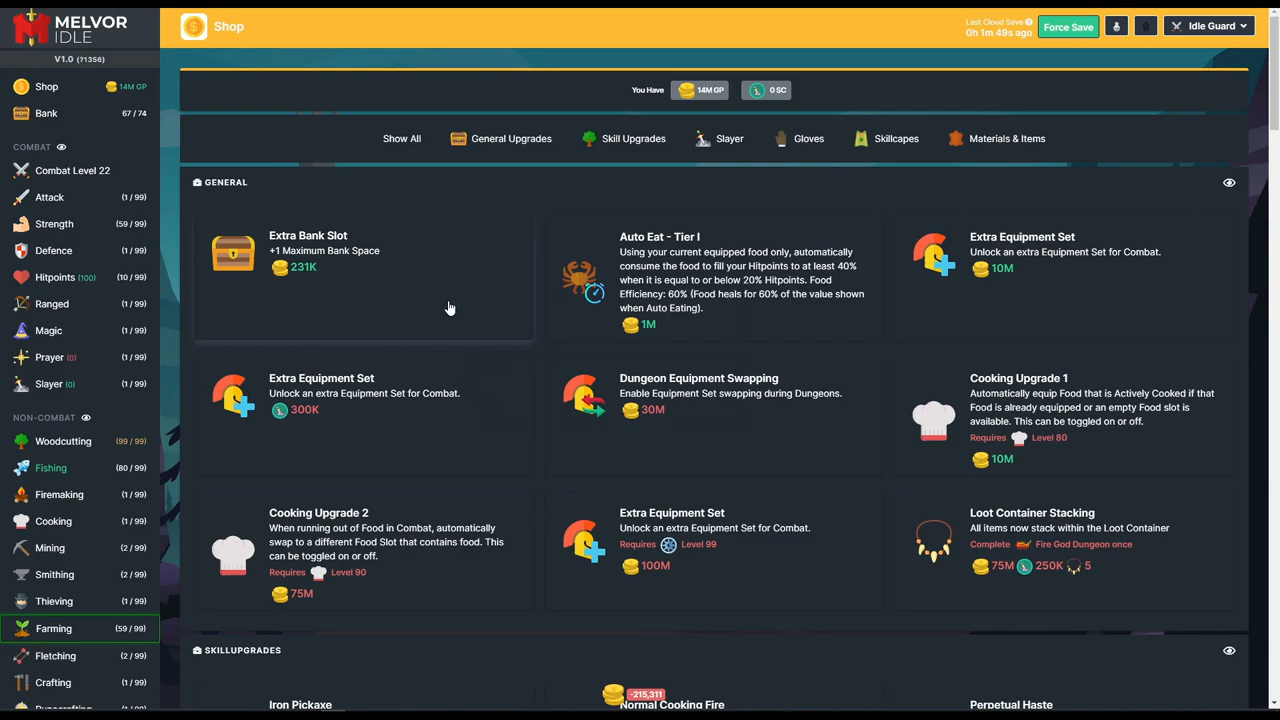 MELVOR
IDLE
V1.0 (?1356)
Shop 14M GP
Bank 67 / 74
COMBAT
Combat Level 22
Attack (1 / 99)
Strength (59 / 99)
Defence (1 / 99)
Hitpoints (100) (10 / 99)
Ranged (1 / 99)
Magic (1 / 99)
Prayer (0) (1 / 99)
Slayer (0) (1 / 99)
NON-COMBAT
Woodcutting (99 / 99)
Fishing (80 / 99)
Firemaking (1 / 99)
Cooking (1 / 99)
Mining (2 / 99)
Smithing (2 / 99)
Thieving (1 / 99)
Farming (59 / 99)
Fletching (2 / 99)
Crafting (1 / 99)
Runecrafting (1 / 99)
Shop
Last Cloud Save
0h 1m 49s ago
Force Save
Idle Guard
You Have 14M GP 0 SC
Show All General Upgrades Skill Upgrades Slayer Gloves Skillcapes Materials & Items
GENERAL
Extra Bank Slot
+1 Maximum Bank Space
231K
Auto Eat - Tier I
Using your current equipped food only, automatically
consume the food to fill your Hitpoints to at least 40%
when it is equal to or below 20% Hitpoints. Food
Efficiency: 60% (Food heals for 60% of the value shown
when Auto Eating).
1M
Extra Equipment Set
Unlock an extra Equipment Set for Combat.
10M
Extra Equipment Set
Unlock an extra Equipment Set for Combat.
300K
Dungeon Equipment Swapping
Enable Equipment Set swapping during Dungeons.
30M
Cooking Upgrade 1
Automatically equip Food that is Actively Cooked if that
Food is already equipped or an empty Food slot is
available. This can be toggled on or off.
Requires Level 80
10M
Cooking Upgrade 2
When running out of Food in Combat, automatically
swap to a different Food Slot that contains food. This
can be toggled on or off.
Requires Level 90
75M
Extra Equipment Set
Unlock an extra Equipment Set for Combat.
Requires Level 99
100M
Loot Container Stacking
All items now stack within the Loot Container
Complete Fire God Dungeon once
75M 250K 5
SKILLUPGRADES
-215,311
Iron Pickaxe
Normal Cooking Fire
Perpetual Haste